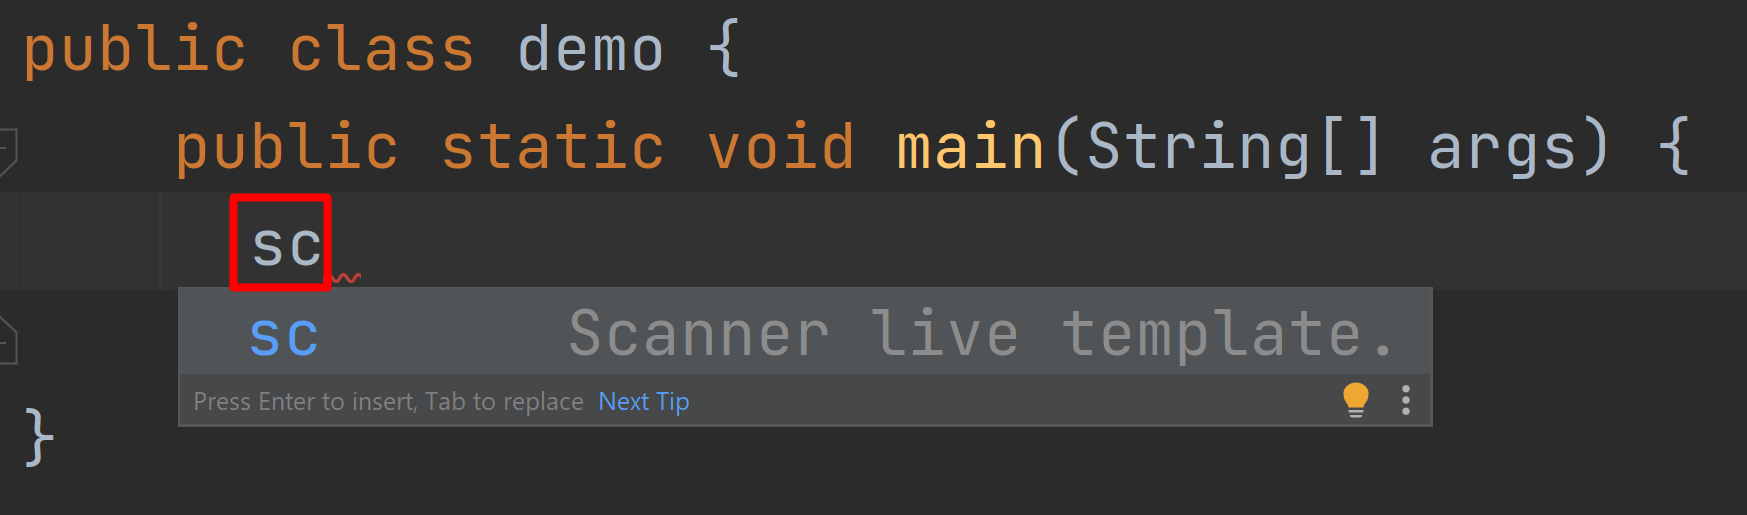 public class demo {
public static void main(String[] args) {
sc
sc Scanner live template.
Press Enter to insert, Tab to replace Next Tip
}